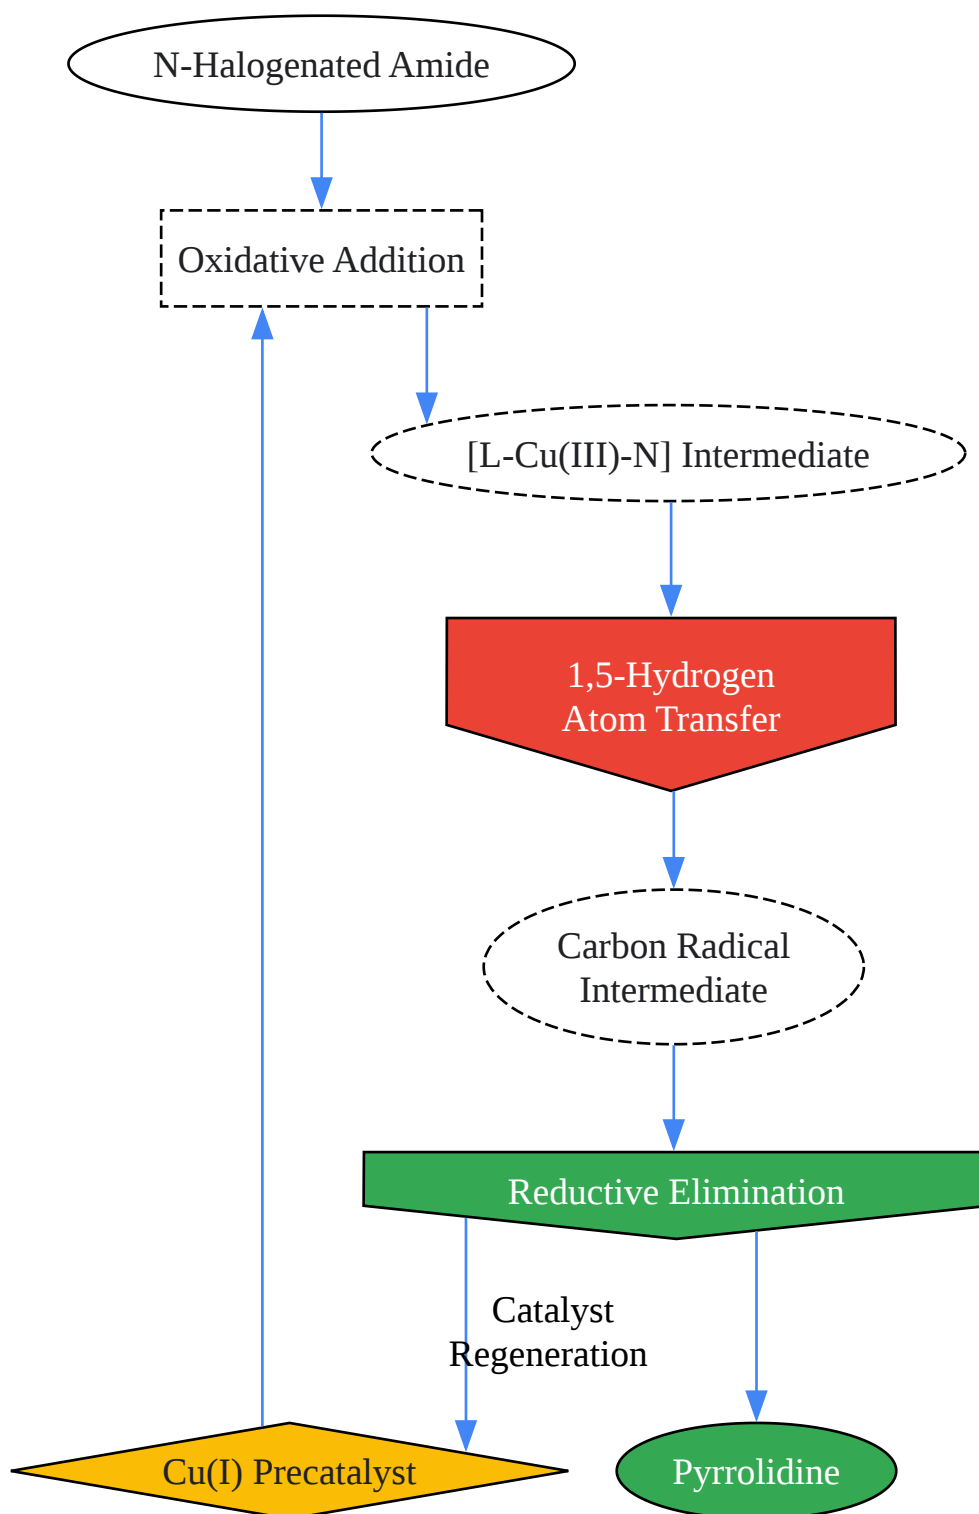 N-Halogenated Amide
Oxidative Addition
[L-Cu(III)-N] Intermediate
1,5-Hydrogen
Atom Transfer
Carbon Radical
Intermediate
Reductive Elimination
Catalyst
Regeneration
Cu(I) Precatalyst
Pyrrolidine